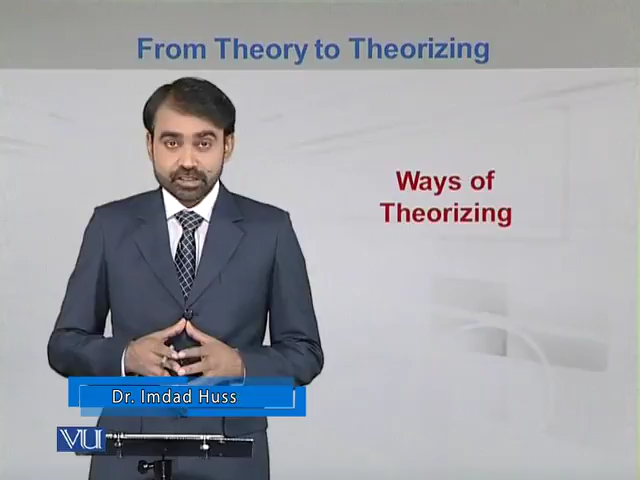 From Theory to Theorizing
Ways of
Theorizing
Dr. Imdad Huss
VU